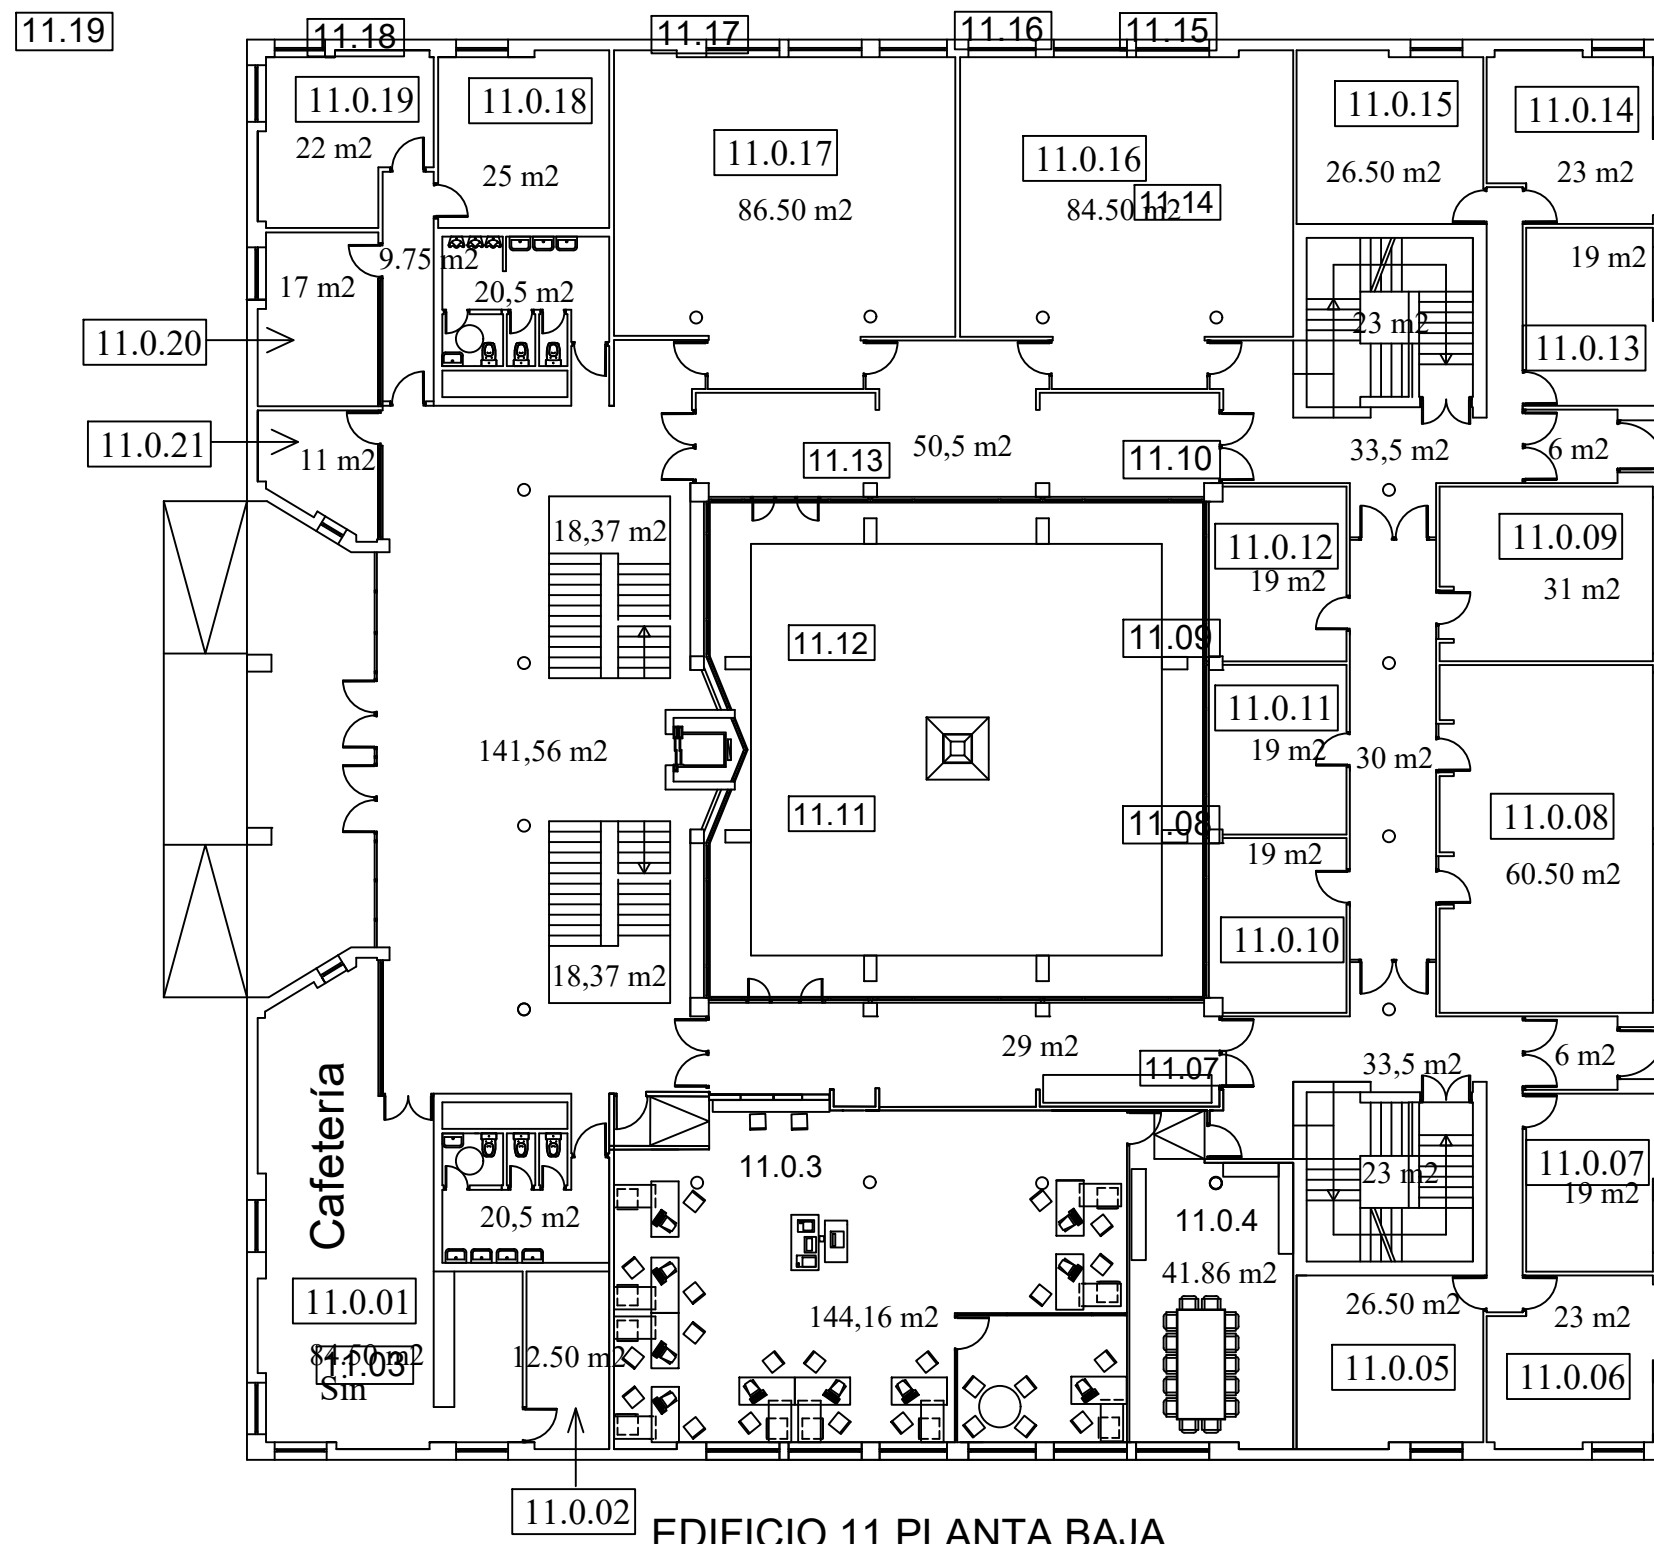 11.19
11.18
11.17
11.16
11.15
11.0.19
22 m2
11.0.18
25 m2
11.0.17
86.50 m2
11.0.16
84.50 m2
11.14
11.0.15
26.50 m2
11.0.14
23 m2
9.75 m2
17 m2
20,5 m2
19 m2
23 m2
11.0.20
11.0.13
11.0.21
11 m2
11.13
50,5 m2
11.10
33,5 m2
6 m2
18,37 m2
11.0.12
19 m2
11.0.09
31 m2
11.12
11.09
11.0.11
19 m2
141,56 m2
30 m2
11.11
11.08
11.0.08
60.50 m2
19 m2
11.0.10
18,37 m2
29 m2
11.07
33,5 m2
6 m2
Cafetería
11.0.3
11.0.07
19 m2
23 m2
20,5 m2
11.0.4
41.86 m2
11.0.01
84.50 m2
11.03
Sin
12.50 m2
144,16 m2
26.50 m2
11.0.05
23 m2
11.0.06
11.0.02
EDIFICIO 11 PLANTA BAJA